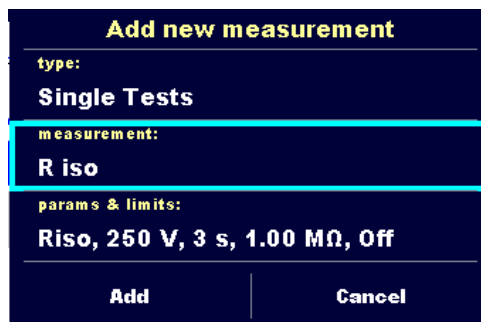 Add new measurement
type:
Single Tests
measurement:
R iso
params & limits:
Riso, 250 V, 3 s, 1.00 MΩ, Off
Add Cancel